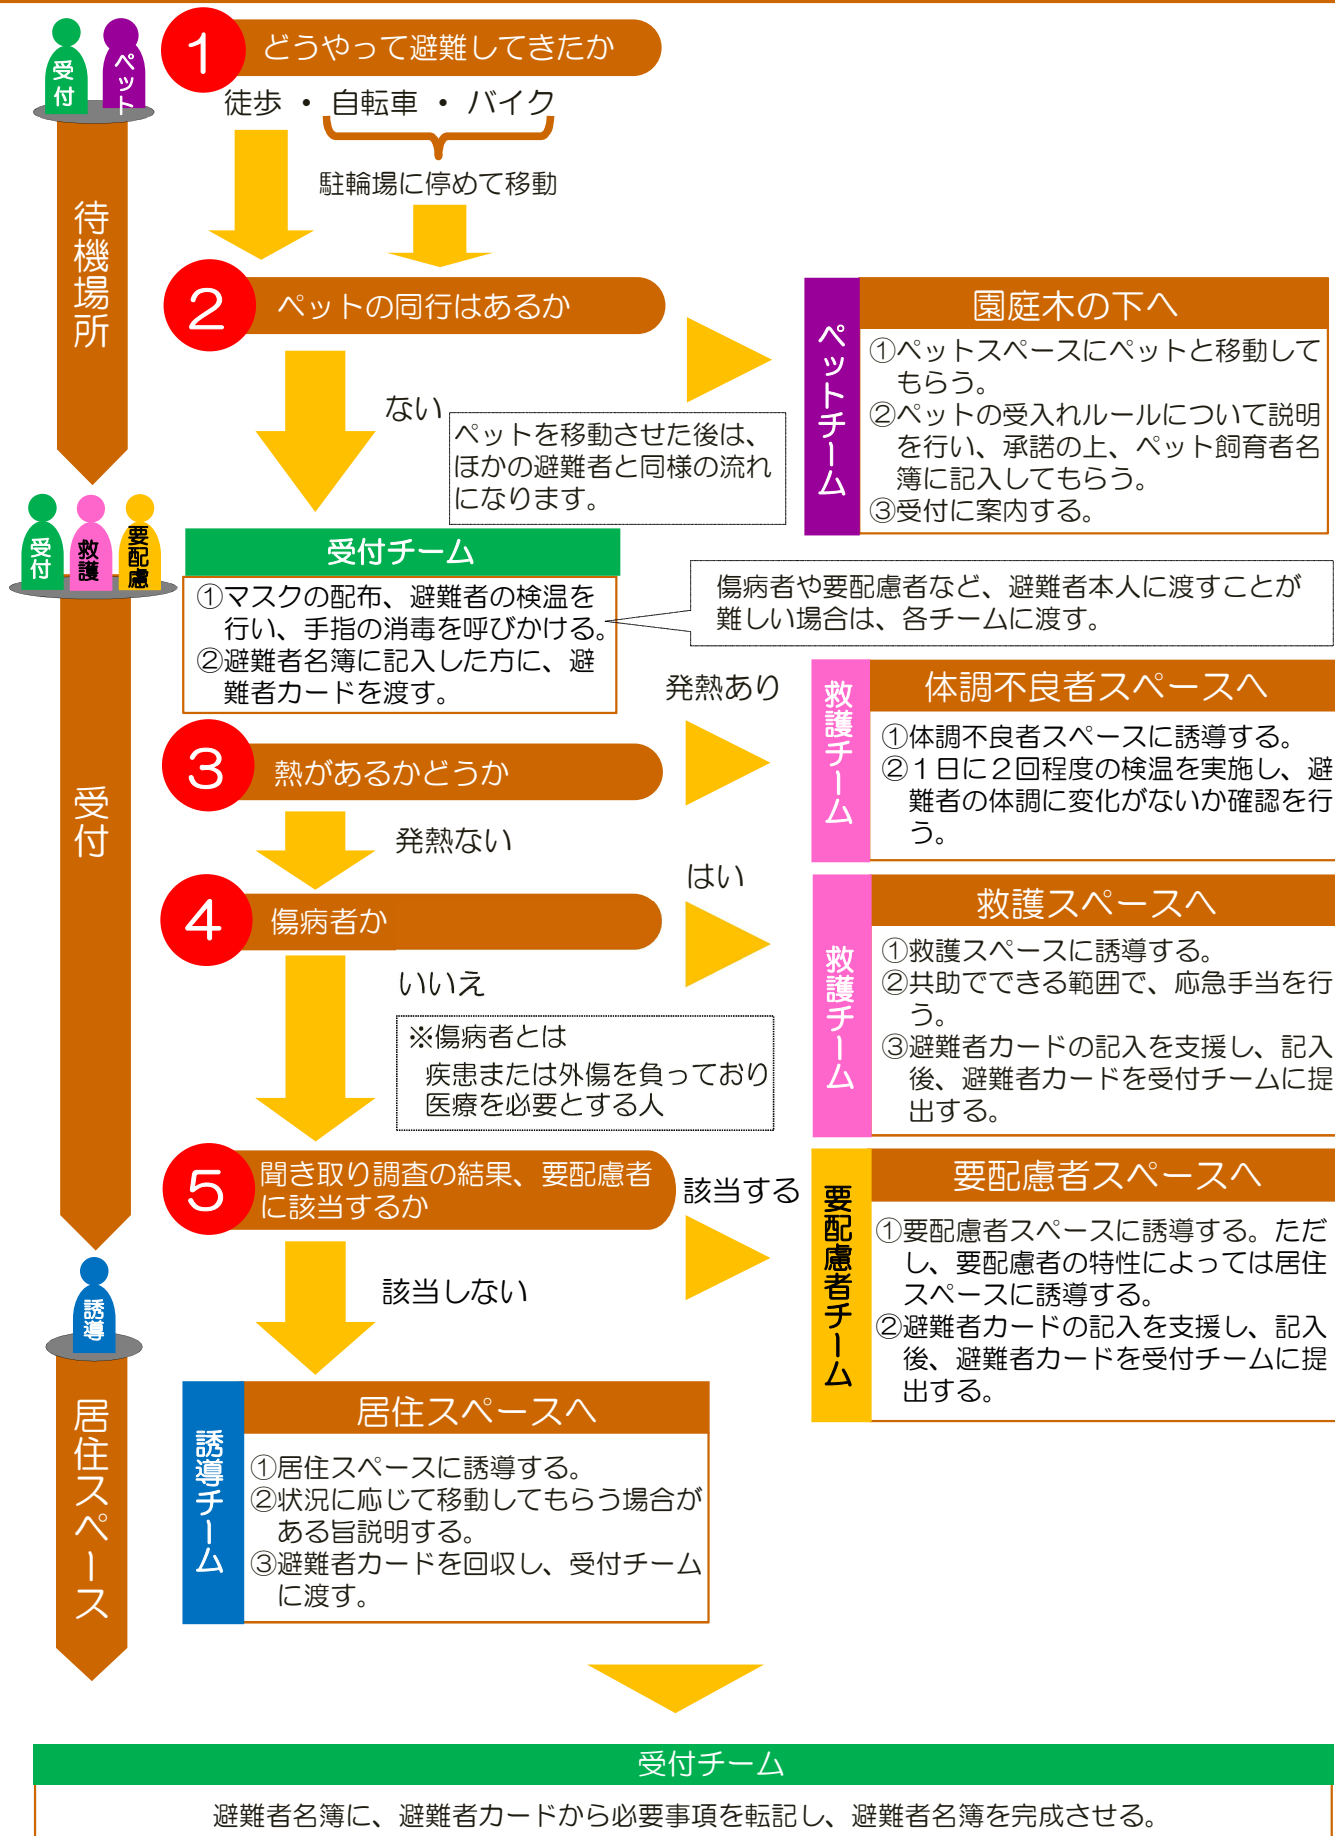 受付
ペット
1
どうやって避難してきたか
徒歩 ・ 自転車 ・ バイク
駐輪場に停めて移動
待機場所
2
ペットの同行はあるか
ない
ペットを移動させた後は、
ほかの避難者と同様の流れ
になります。
ペットチーム
園庭木の下へ
①ペットスペースにペットと移動して
もらう。
②ペットの受入れルールについて説明
を行い、承諾の上、ペット飼育者名
簿に記入してもらう。
③受付に案内する。
受付
救護
要配慮
受付
受付チーム
①マスクの配布、避難者の検温を
行い、手指の消毒を呼びかける。
②避難者名簿に記入した方に、避
難者カードを渡す。
傷病者や要配慮者など、避難者本人に渡すことが
難しい場合は、各チームに渡す。
3
熱があるかどうか
発熱あり
発熱ない
救護チーム
体調不良者スペースへ
①体調不良者スペースに誘導する。
②1日に2回程度の検温を実施し、避
難者の体調に変化がないか確認を行
う。
4
傷病者か
はい
いいえ
※傷病者とは
疾患または外傷を負っており
医療を必要とする人
救護チーム
救護スペースへ
①救護スペースに誘導する。
②共助でできる範囲で、応急手当を行
う。
③避難者カードの記入を支援し、記入
後、避難者カードを受付チームに提
出する。
5
聞き取り調査の結果、要配慮者
に該当するか
該当する
該当しない
要配慮者チーム
要配慮者スペースへ
①要配慮者スペースに誘導する。ただ
し、要配慮者の特性によっては居住
スペースに誘導する。
②避難者カードの記入を支援し、記入
後、避難者カードを受付チームに提
出する。
誘導
居住スペース
誘導チーム
居住スペースへ
①居住スペースに誘導する。
②状況に応じて移動してもらう場合が
ある旨説明する。
③避難者カードを回収し、受付チーム
に渡す。
受付チーム
避難者名簿に、避難者カードから必要事項を転記し、避難者名簿を完成させる。